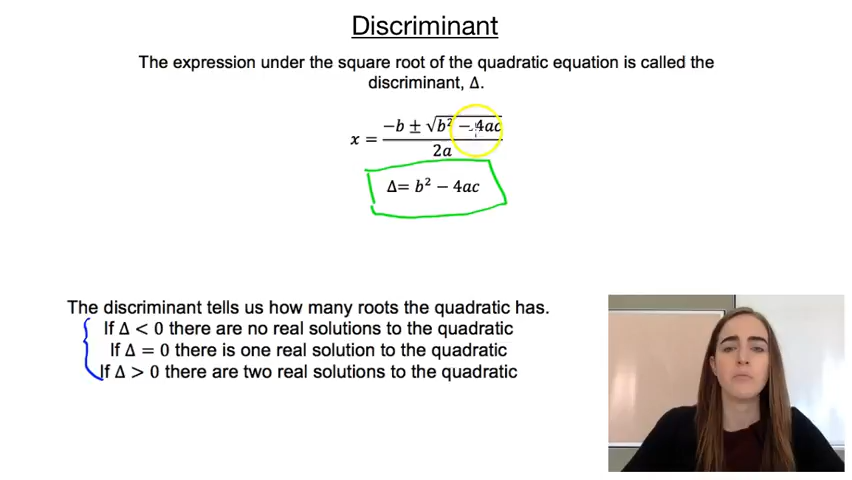 Discriminant
The expression under the square root of the quadratic equation is called the
discriminant, Δ.
x = (−b ± √(b² − 4ac)) / 2a
Δ= b² − 4ac
The discriminant tells us how many roots the quadratic has.
If Δ < 0 there are no real solutions to the quadratic
If Δ = 0 there is one real solution to the quadratic
If Δ > 0 there are two real solutions to the quadratic